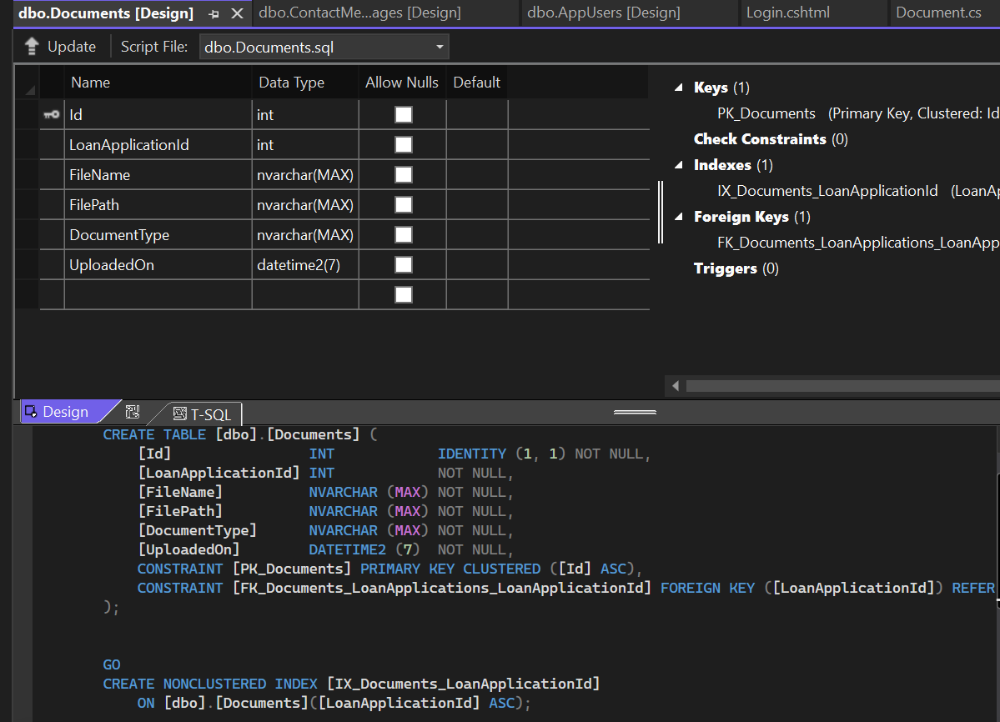 dbo.Documents [Design] dbo.ContactMe...ages [Design] dbo.AppUsers [Design] Login.cshtml Document.cs
Update Script File: dbo.Documents.sql
Name Data Type Allow Nulls Default
Id int
LoanApplicationId int
FileName nvarchar(MAX)
FilePath nvarchar(MAX)
DocumentType nvarchar(MAX)
UploadedOn datetime2(7)
Keys (1)
PK_Documents (Primary Key, Clustered: Id
Check Constraints (0)
Indexes (1)
IX_Documents_LoanApplicationId (LoanAp
Foreign Keys (1)
FK_Documents_LoanApplications_LoanApp
Triggers (0)
Design T-SQL
CREATE TABLE [dbo].[Documents] (
[Id] INT IDENTITY (1, 1) NOT NULL,
[LoanApplicationId] INT NOT NULL,
[FileName] NVARCHAR (MAX) NOT NULL,
[FilePath] NVARCHAR (MAX) NOT NULL,
[DocumentType] NVARCHAR (MAX) NOT NULL,
[UploadedOn] DATETIME2 (7) NOT NULL,
CONSTRAINT [PK_Documents] PRIMARY KEY CLUSTERED ([Id] ASC),
CONSTRAINT [FK_Documents_LoanApplications_LoanApplicationId] FOREIGN KEY ([LoanApplicationId]) REFER
);
GO
CREATE NONCLUSTERED INDEX [IX_Documents_LoanApplicationId]
ON [dbo].[Documents]([LoanApplicationId] ASC);